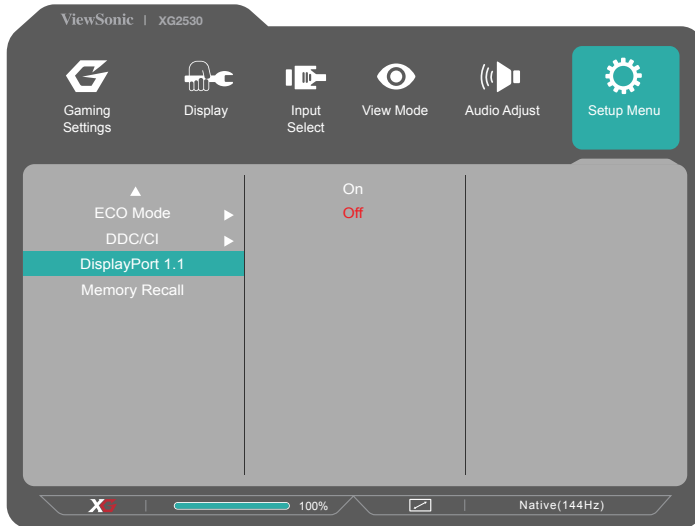 ViewSonic | XG2530
Gaming
Settings
Display
Input
Select
View Mode
Audio Adjust
Setup Menu
ECO Mode
DDC/CI
DisplayPort 1.1
Memory Recall
On
Off
XG | 100% | Native(144Hz)